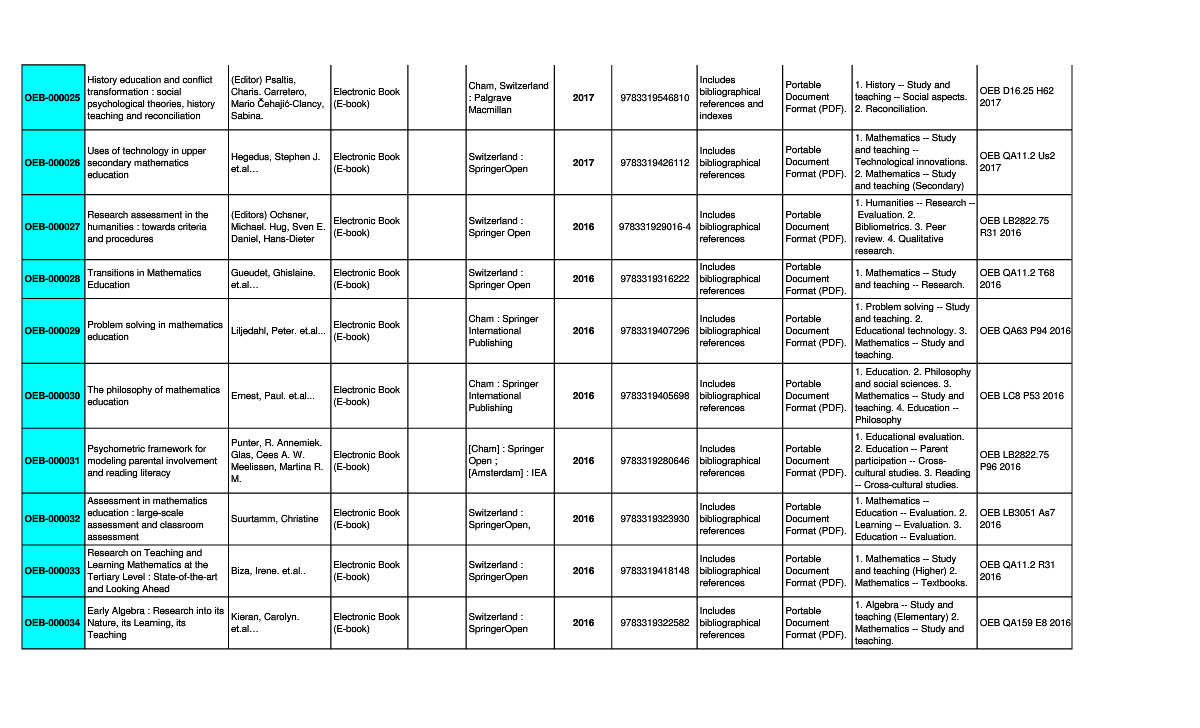 OEB-000025
History education and conflict
transformation : social
psychological theories, history
teaching and reconciliation
(Editor) Psaltis,
Charis. Carretero,
Mario Čehajić-Clancy,
Sabina.
Electronic Book
(E-book)
Cham, Switzerland
: Palgrave
Macmillan
2017
9783319546810
Includes
bibliographical
references and
indexes
Portable
Document
Format (PDF).
1. History -- Study and
teaching -- Social aspects.
2. Reconciliation.
OEB D16.25 H62
2017
OEB-000026
Uses of technology in upper
secondary mathematics
education
Hegedus, Stephen J.
et.al...
Electronic Book
(E-book)
Switzerland :
SpringerOpen
2017
9783319426112
Includes
bibliographical
references
Portable
Document
Format (PDF).
1. Mathematics -- Study
and teaching --
Technological innovations.
2. Mathematics -- Study
and teaching (Secondary)
OEB QA11.2 Us2
2017
OEB-000027
Research assessment in the
humanities : towards criteria
and procedures
(Editors) Ochsner,
Michael. Hug, Sven E.
Daniel, Hans-Dieter
Electronic Book
(E-book)
Switzerland :
Springer Open
2016
978331929016-4
Includes
bibliographical
references
Portable
Document
Format (PDF).
1. Humanities -- Research --
Evaluation. 2.
Bibliometrics. 3. Peer
review. 4. Qualitative
research.
OEB LB2822.75
R31 2016
OEB-000028
Transitions in Mathematics
Education
Gueudet, Ghislaine.
et.al...
Electronic Book
(E-book)
Switzerland :
Springer Open
2016
9783319316222
Includes
bibliographical
references
Portable
Document
Format (PDF).
1. Mathematics -- Study
and teaching -- Research.
OEB QA11.2 T68
2016
OEB-000029
Problem solving in mathematics
education
Liljedahl, Peter. et.al...
Electronic Book
(E-book)
Cham : Springer
International
Publishing
2016
9783319407296
Includes
bibliographical
references
Portable
Document
Format (PDF).
1. Problem solving -- Study
and teaching. 2.
Educational technology. 3.
Mathematics -- Study and
teaching.
OEB QA63 P94 2016
OEB-000030
The philosophy of mathematics
education
Ernest, Paul. et.al...
Electronic Book
(E-book)
Cham : Springer
International
Publishing
2016
9783319405698
Includes
bibliographical
references
Portable
Document
Format (PDF).
1. Education. 2. Philosophy
and social sciences. 3.
Mathematics -- Study and
teaching. 4. Education --
Philosophy
OEB LC8 P53 2016
OEB-000031
Psychometric framework for
modeling parental involvement
and reading literacy
Punter, R. Annemiek.
Glas, Cees A. W.
Meelissen, Martina R.
M.
Electronic Book
(E-book)
[Cham] : Springer
Open ;
[Amsterdam] : IEA
2016
9783319280646
Includes
bibliographical
references
Portable
Document
Format (PDF).
1. Educational evaluation.
2. Education -- Parent
participation -- Cross-
cultural studies. 3. Reading
-- Cross-cultural studies.
OEB LB2822.75
P96 2016
OEB-000032
Assessment in mathematics
education : large-scale
assessment and classroom
assessment
Suurtamm, Christine
Electronic Book
(E-book)
Switzerland :
SpringerOpen,
2016
9783319323930
Includes
bibliographical
references
Portable
Document
Format (PDF).
1. Mathematics --
Education -- Evaluation. 2.
Learning -- Evaluation. 3.
Education -- Evaluation.
OEB LB3051 As7
2016
OEB-000033
Research on Teaching and
Learning Mathematics at the
Tertiary Level : State-of-the-art
and Looking Ahead
Biza, Irene. et.al..
Electronic Book
(E-book)
Switzerland :
SpringerOpen
2016
9783319418148
Includes
bibliographical
references
Portable
Document
Format (PDF).
1. Mathematics -- Study
and teaching (Higher) 2.
Mathematics -- Textbooks.
OEB QA11.2 R31
2016
OEB-000034
Early Algebra : Research into its
Nature, its Learning, its
Teaching
Kieran, Carolyn.
et.al...
Electronic Book
(E-book)
Switzerland :
SpringerOpen
2016
9783319322582
Includes
bibliographical
references
Portable
Document
Format (PDF).
1. Algebra -- Study and
teaching (Elementary) 2.
Mathematics -- Study and
teaching.
OEB QA159 E8 2016